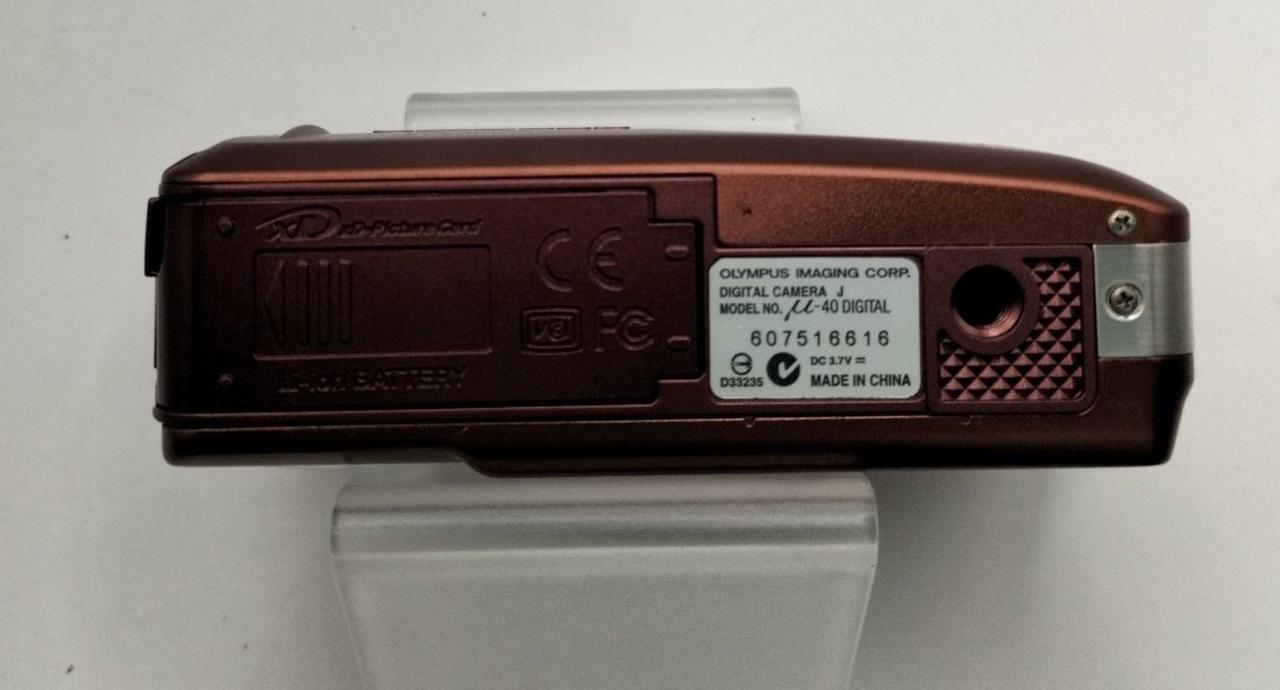 xD xD-Picture Card
CE
FC
Li-ion BATTERY
OLYMPUS IMAGING CORP.
DIGITAL CAMERA J
MODEL NO. μ-40 DIGITAL
607516616
DC 3.7V
D33235 MADE IN CHINA